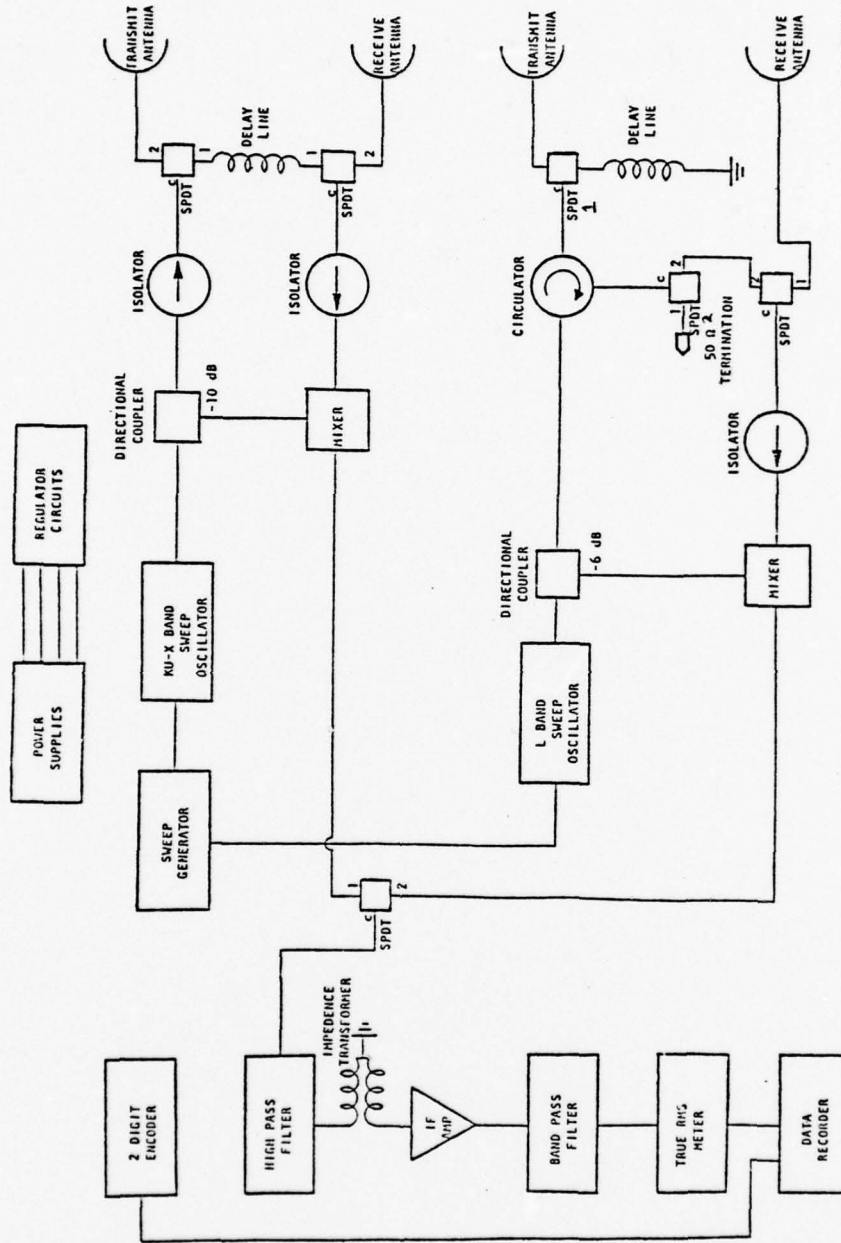 POWER
SUPPLIES
REGULATOR
CIRCUITS
2 DIGIT
ENCODER
SWEEP
GENERATOR
KU-X BAND
SWEEP
OSCILLATOR
DIRECTIONAL
COUPLER
-10 dB
ISOLATOR
C
SPDT
2
1
TRANSMIT
ANTENNA
DELAY
LINE
HIGH PASS
FILTER
IMPEDENCE
TRANSFORMER
C
SPDT
1
2
MIXER
ISOLATOR
C
SPDT
1
2
RECEIVE
ANTENNA
IF
AMP
BAND PASS
FILTER
TRUE RMS
METER
DATA
RECORDER
L BAND
SWEEP
OSCILLATOR
DIRECTIONAL
COUPLER
-6 dB
CIRCULATOR
C
SPDT
1
TRANSMIT
ANTENNA
DELAY
LINE
C
1
2
SPDT
2
50 Ω
TERMINATION
MIXER
ISOLATOR
C
SPDT
1
RECEIVE
ANTENNA